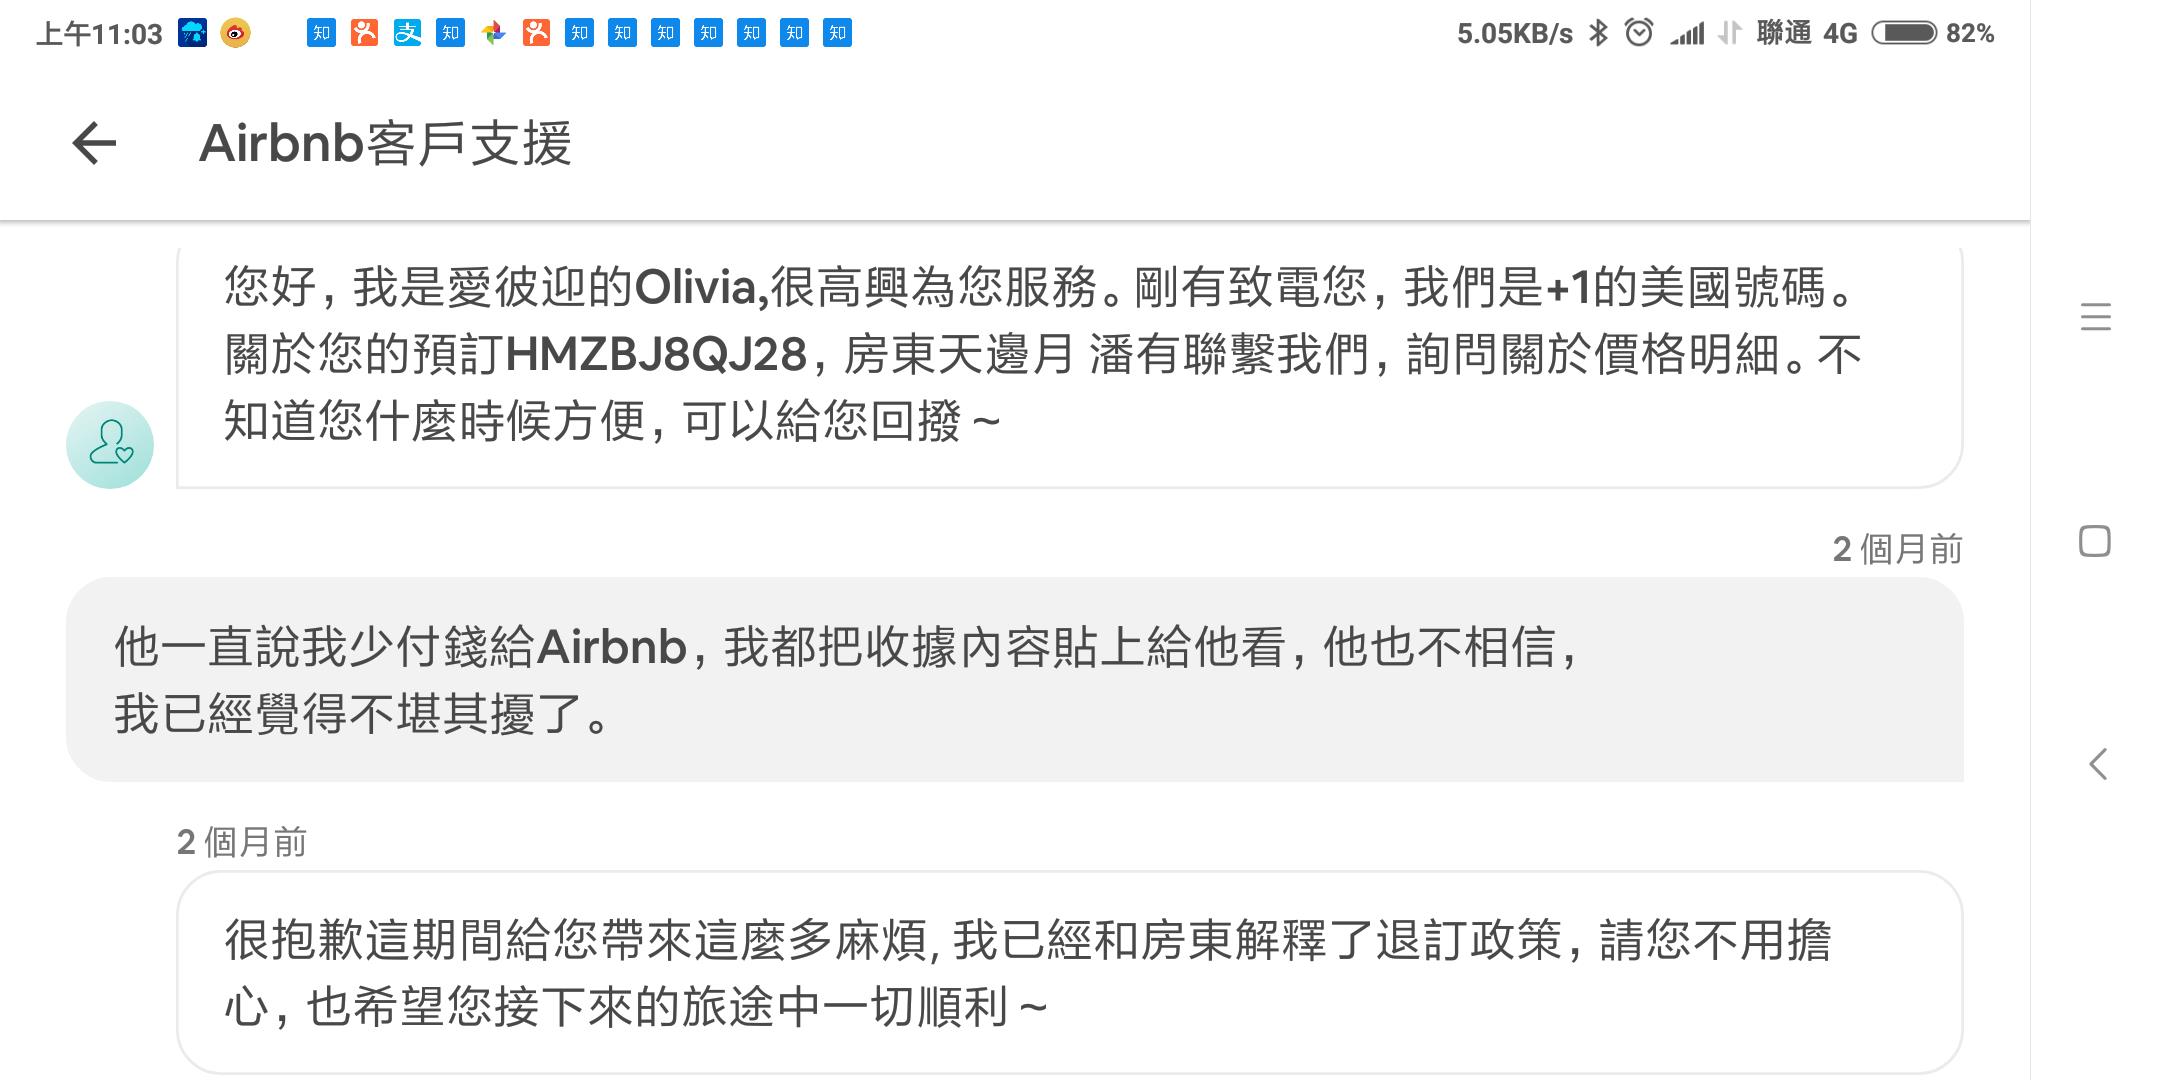 上午11:03 知 支 知 知 知 知 知 知 知 知 5.05KB/s 聯通 4G 82%
Airbnb客戶支援
您好，我是愛彼迎的Olivia,很高興為您服務。剛有致電您，我們是+1的美國號碼。
關於您的預訂HMZBJ8QJ28，房東天邊月 潘有聯繫我們，詢問關於價格明細。不
知道您什麼時候方便，可以給您回撥～
2 個月前
他一直說我少付錢給Airbnb，我都把收據內容貼上給他看，他也不相信，
我已經覺得不堪其擾了。
2 個月前
很抱歉這期間給您帶來這麼多麻煩, 我已經和房東解釋了退訂政策，請您不用擔
心，也希望您接下來的旅途中一切順利～